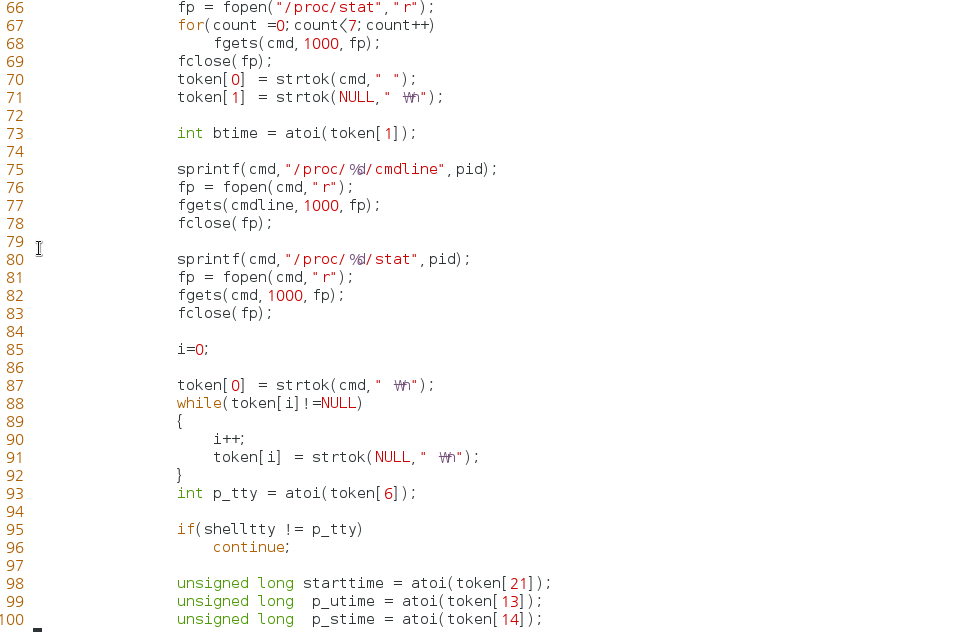 66 fp = fopen("/proc/stat", "r");
67 for(count =0; count<7; count++)
68 fgets(cmd, 1000, fp);
69 fclose(fp);
70 token[0] = strtok(cmd," ");
71 token[1] = strtok(NULL," ₩n");
72
73 int btime = atoi(token[1]);
74
75 sprintf(cmd,"/proc/%d/cmdline", pid);
76 fp = fopen(cmd,"r");
77 fgets(cmdline, 1000, fp);
78 fclose(fp);
79
80 sprintf(cmd,"/proc/%d/stat", pid);
81 fp = fopen(cmd,"r");
82 fgets(cmd, 1000, fp);
83 fclose(fp);
84
85 i=0;
86
87 token[0] = strtok(cmd," ₩n");
88 while(token[i]!=NULL)
89 {
90 i++;
91 token[i] = strtok(NULL," ₩n");
92 }
93 int p_tty = atoi(token[6]);
94
95 if(shelltty != p_tty)
96 continue;
97
98 unsigned long starttime = atoi(token[21]);
99 unsigned long p_utime = atoi(token[13]);
100 unsigned long p_stime = atoi(token[14]);